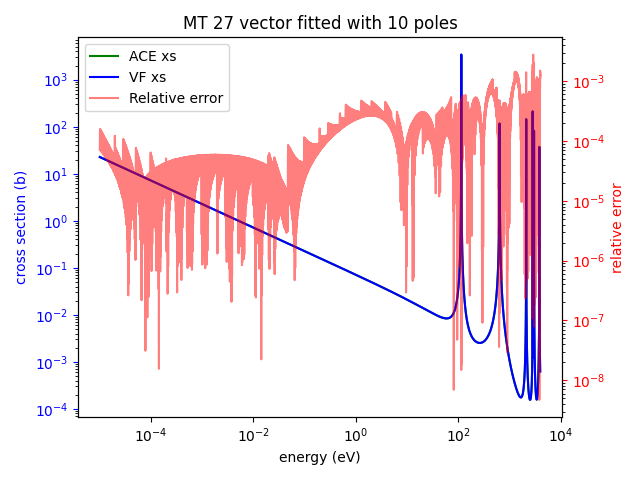 MT 27 vector fitted with 10 poles
ACE xs
VF xs
Relative error
cross section (b)
10³
10²
10¹
10⁰
10⁻¹
10⁻²
10⁻³
10⁻⁴
10⁻³
10⁻⁴
10⁻⁵
10⁻⁶
10⁻⁷
10⁻⁸
relative error
10⁻⁴
10⁻²
10⁰
10²
10⁴
energy (eV)